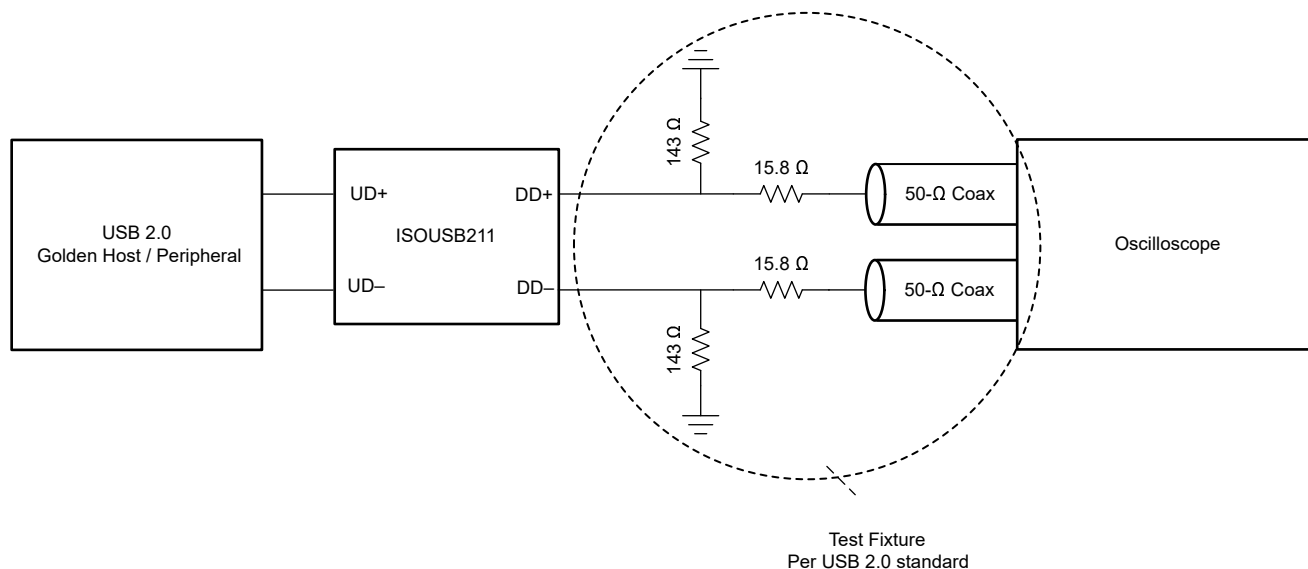 143 Ω
15.8 Ω
50-Ω Coax
UD+
DD+
USB 2.0
Golden Host / Peripheral
ISOUSB211
Oscilloscope
15.8 Ω
UD–
DD–
50-Ω Coax
143 Ω
Test Fixture
Per USB 2.0 standard